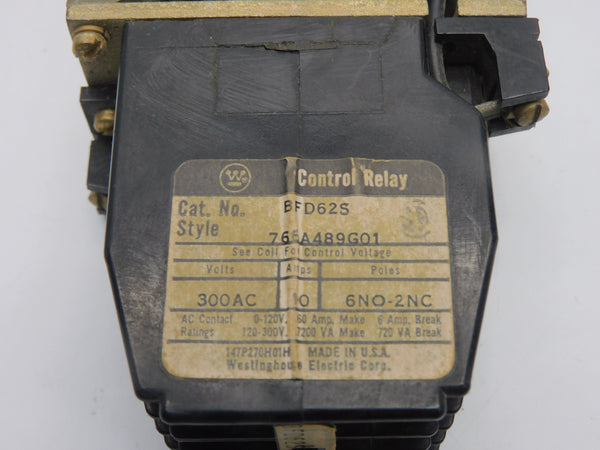 W
Control Relay
Cat. No. BFD62S
Style 765A489G01
See Coil For Control Voltage
Volts Amps Poles
300AC 10 6NO-2NC
AC Contact 0-120V, 60 Amp. Make 6 Amp. Break
Ratings 120-300V, 7200 VA Make 720 VA Break
147P270H01H MADE IN U.S.A.
Westinghouse Electric Corp.